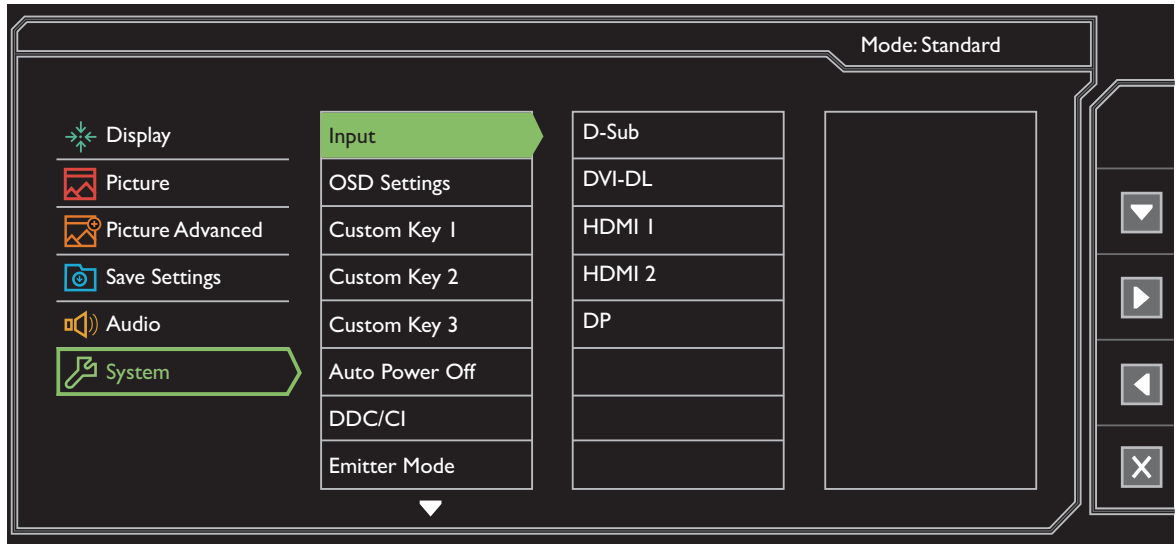 Mode: Standard
Display
Picture
Picture Advanced
Save Settings
Audio
System
Input
OSD Settings
Custom Key 1
Custom Key 2
Custom Key 3
Auto Power Off
DDC/CI
Emitter Mode
D-Sub
DVI-DL
HDMI 1
HDMI 2
DP
X